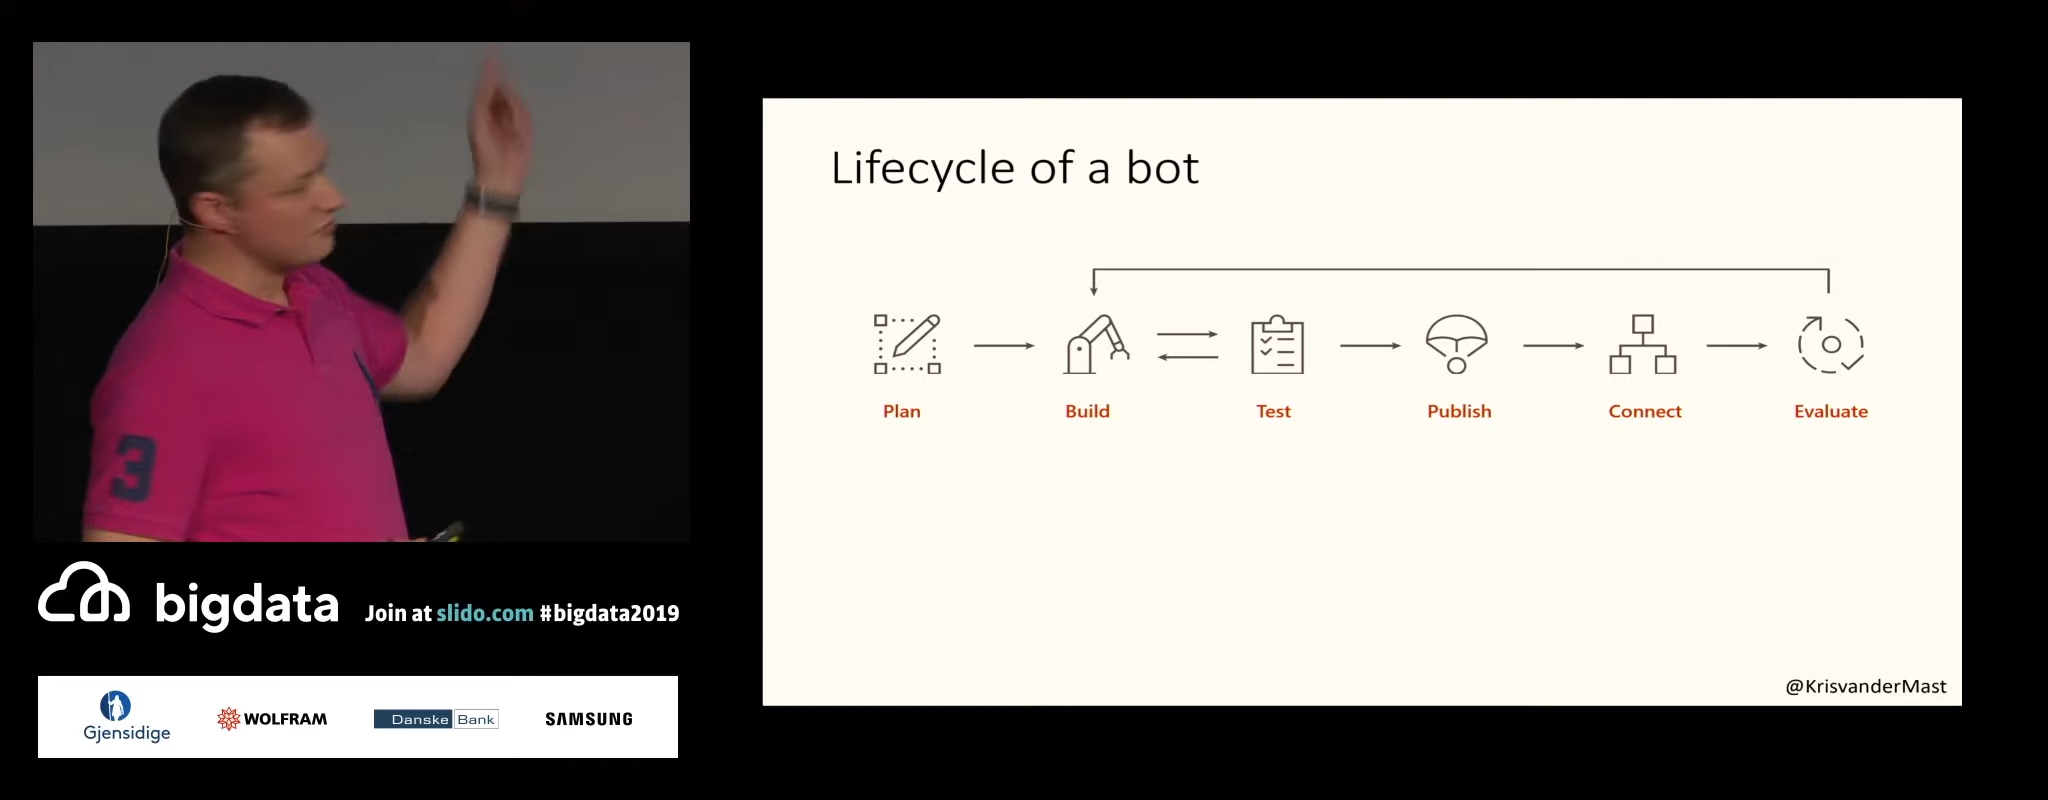 3
bigdata
Join at slido.com #bigdata2019
Gjensidige
WOLFRAM
Danske Bank
SAMSUNG
Lifecycle of a bot
Plan
Build
Test
Publish
Connect
Evaluate
@KrisvanderMast